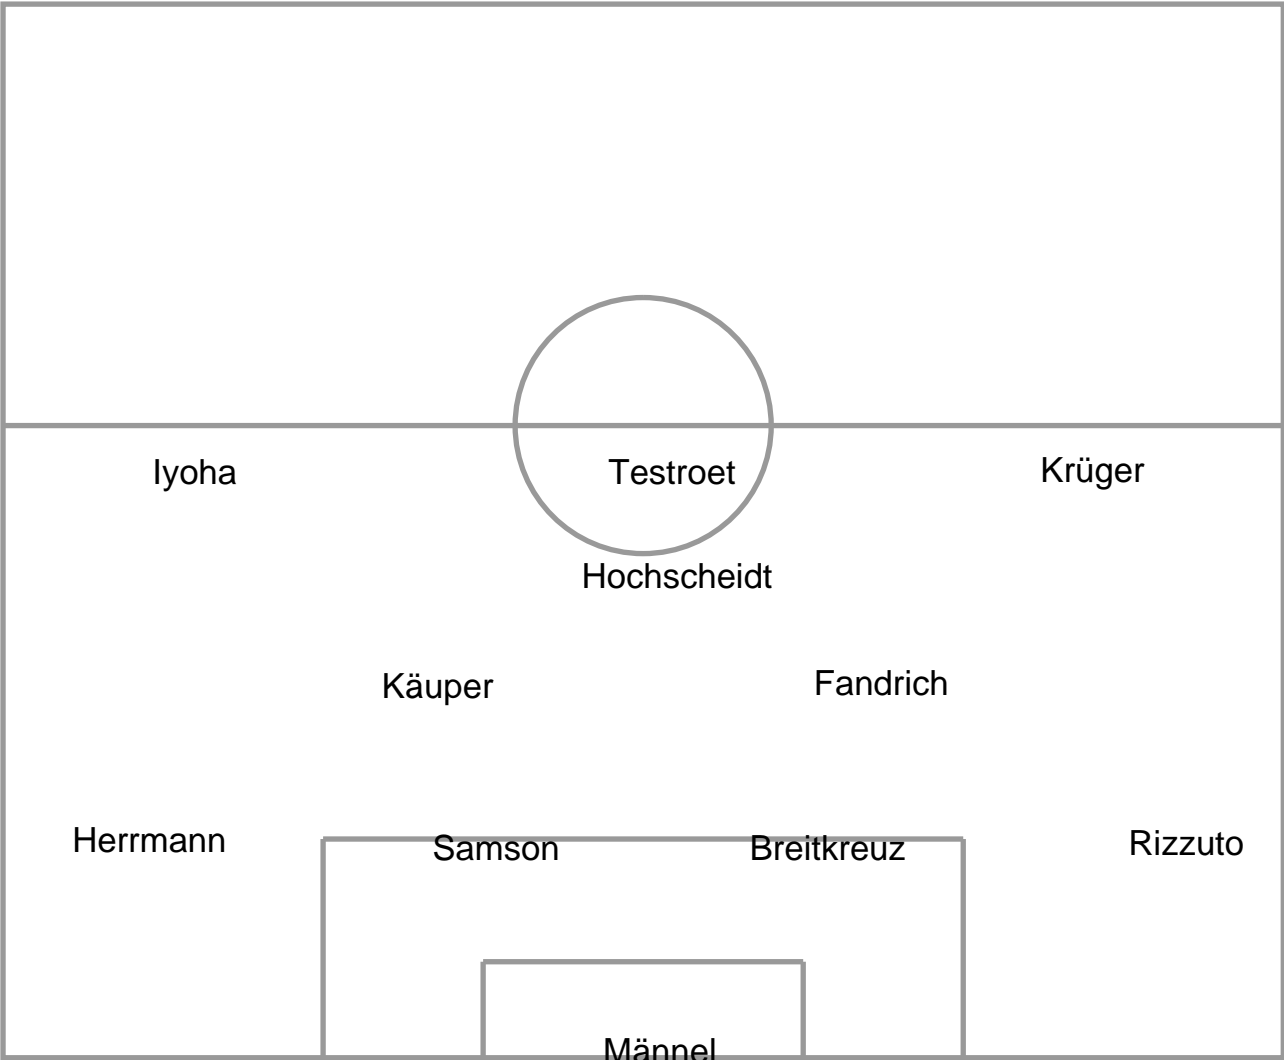 Iyoha
Testroet
Krüger
Hochscheidt
Käuper
Fandrich
Herrmann
Samson
Breitkreuz
Rizzuto
Männel